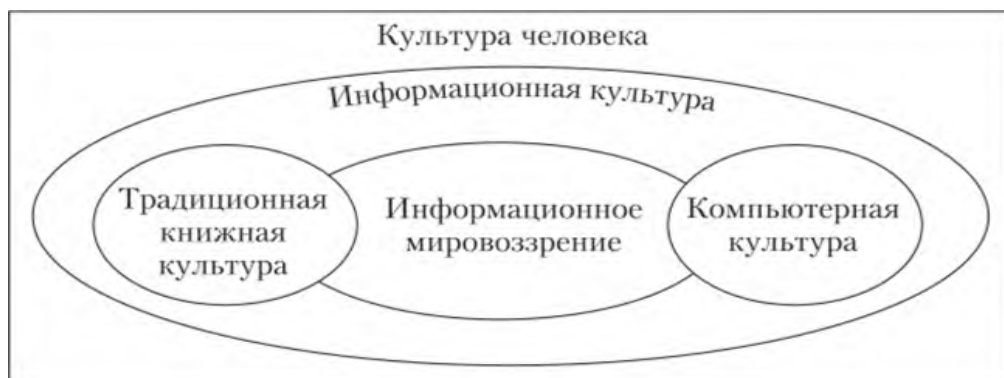 Культура человека
Информационная культура
Традиционная
книжная
культура
Информационное
мировоззрение
Компьютерная
культура